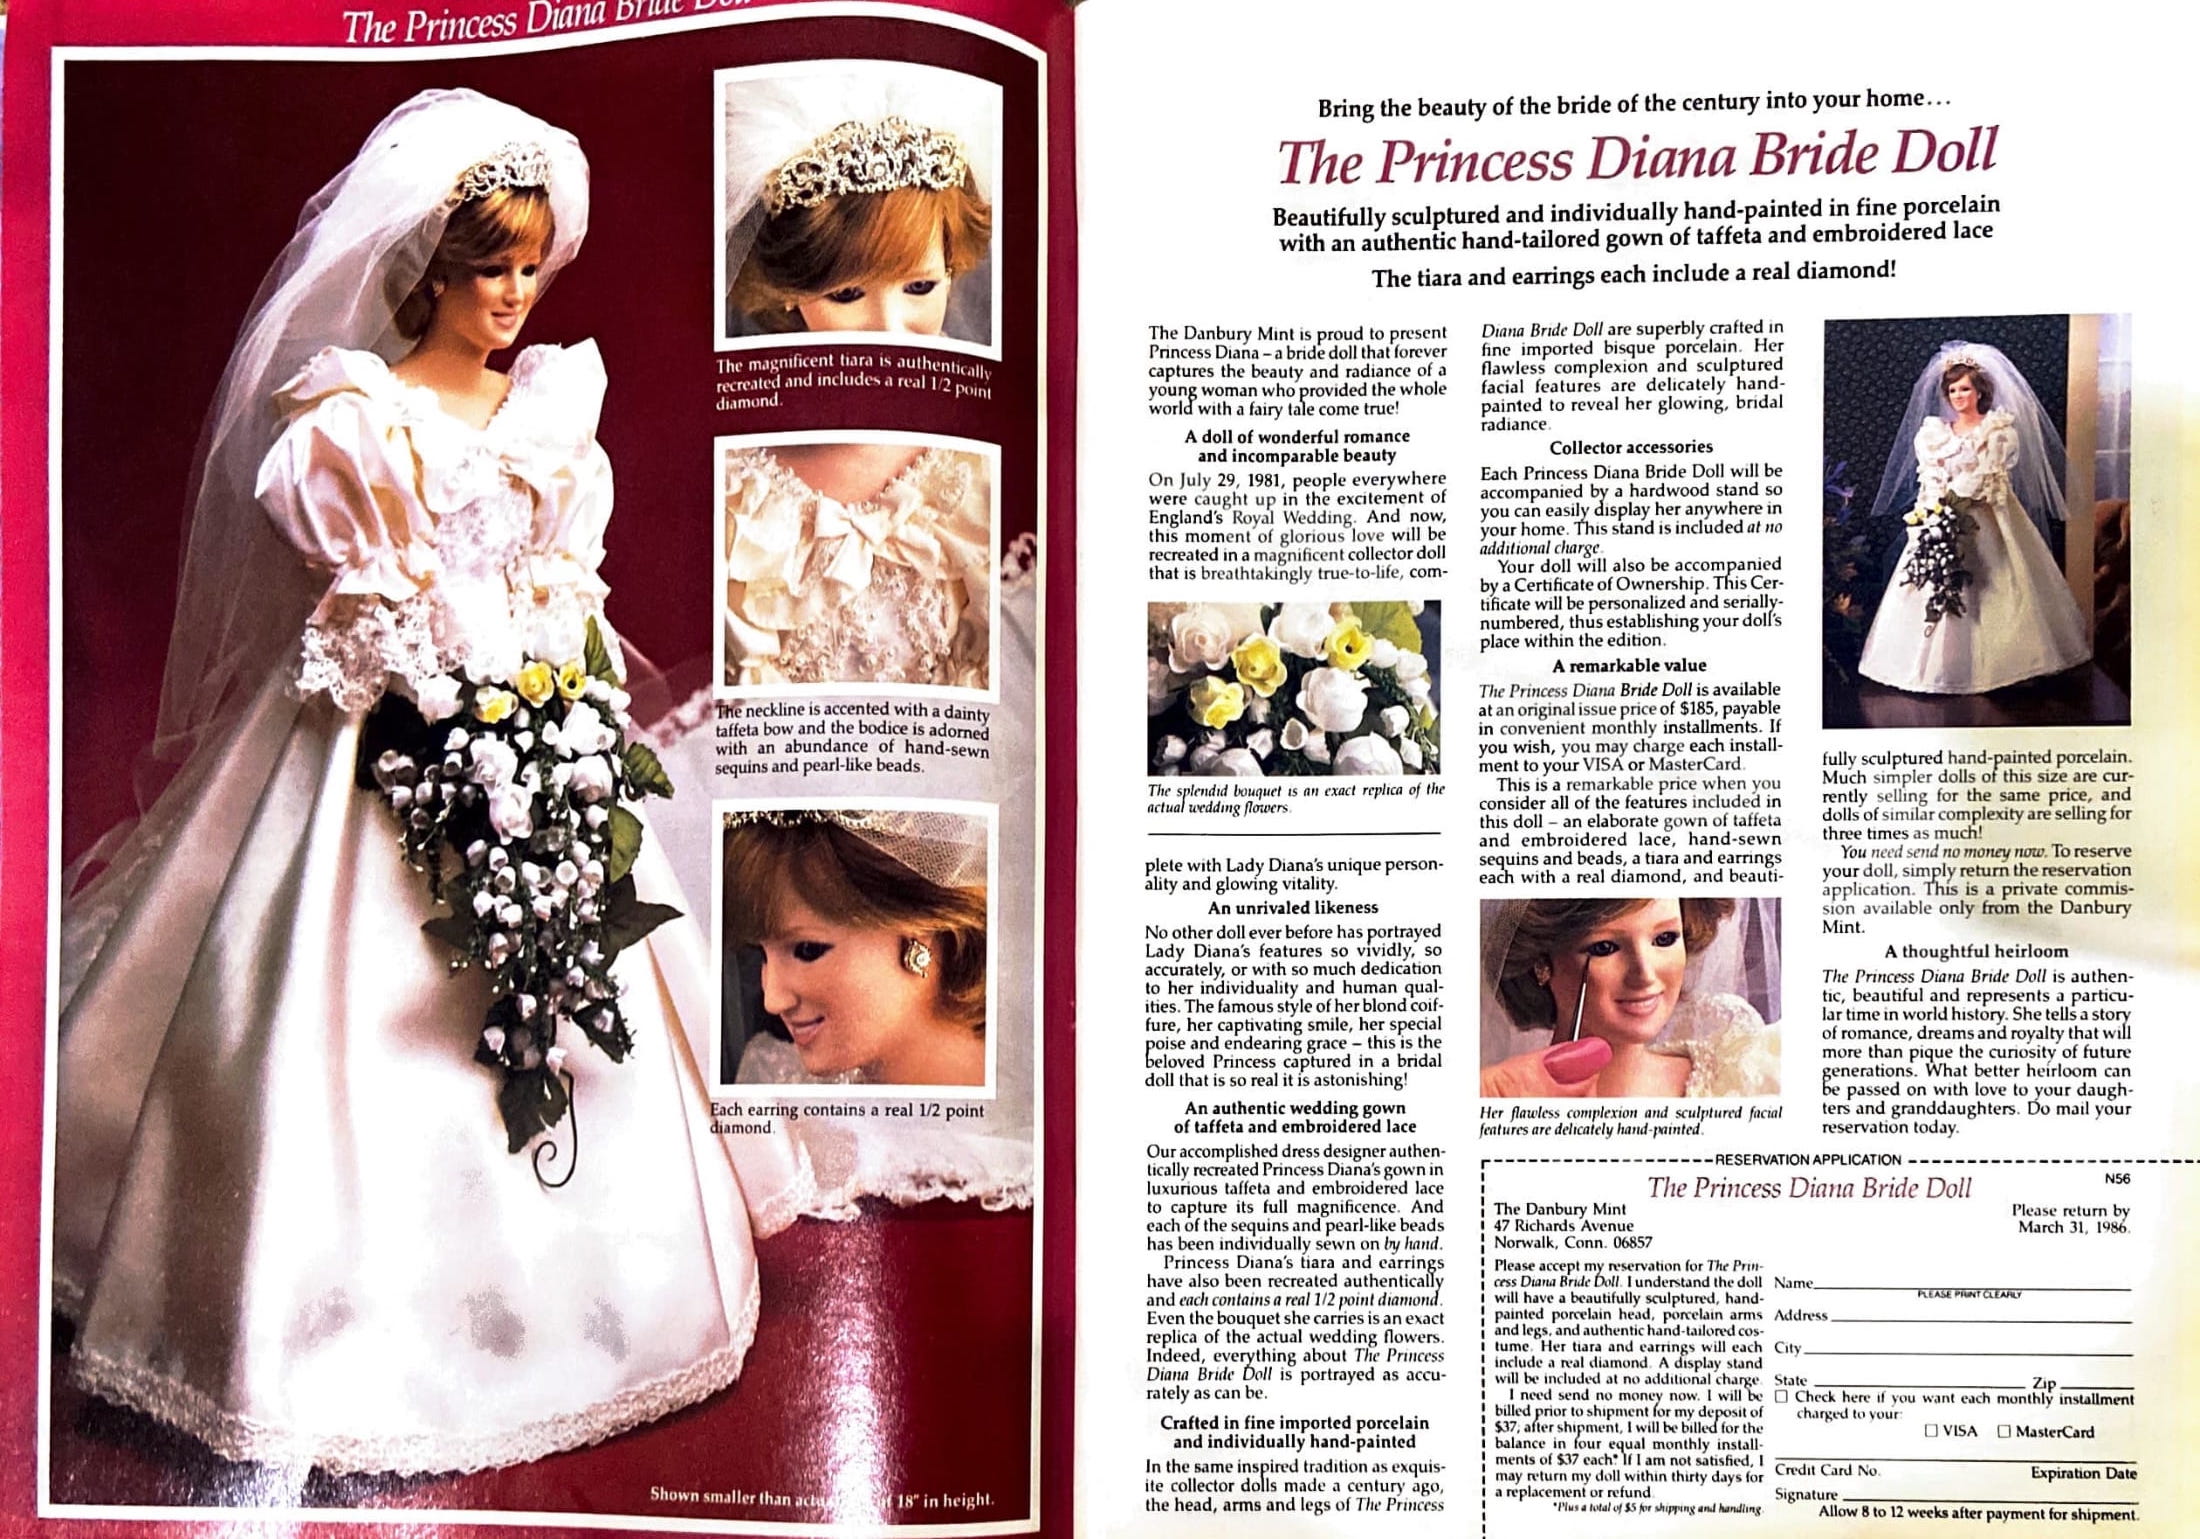 The Princess Diana Bride
The magnificent tiara is authentically
recreated and includes a real 1/2 point
diamond.
The neckline is accented with a dainty
taffeta bow and the bodice is adorned
with an abundance of hand-sewn
sequins and pearl-like beads.
Each earring contains a real 1/2 point
diamond.
Shown smaller than 18" in height.
Bring the beauty of the bride of the century into your home...
The Princess Diana Bride Doll
Beautifully sculptured and individually hand-painted in fine porcelain
with an authentic hand-tailored gown of taffeta and embroidered lace
The tiara and earrings each include a real diamond!
The Danbury Mint is proud to present
Princess Diana – a bride doll that forever
captures the beauty and radiance of a
young woman who provided the whole
world with a fairy tale come true!
A doll of wonderful romance
and incomparable beauty
On July 29, 1981, people everywhere
were caught up in the excitement of
England's Royal Wedding. And now,
this moment of glorious love will be
recreated in a magnificent collector doll
that is breathtakingly true-to-life, com-
The splendid bouquet is an exact replica of the
actual wedding flowers.
plete with Lady Diana's unique person-
ality and glowing vitality.
An unrivaled likeness
No other doll ever before has portrayed
Lady Diana's features so vividly, so
accurately, or with so much dedication
to her individuality and human qual-
ities. The famous style of her blond coif-
fure, her captivating smile, her special
poise and endearing grace – this is the
beloved Princess captured in a bridal
doll that is so real it is astonishing!
An authentic wedding gown
of taffeta and embroidered lace
Our accomplished dress designer authen-
tically recreated Princess Diana's gown in
luxurious taffeta and embroidered lace
to capture its full magnificence. And
each of the sequins and pearl-like beads
has been individually sewn on by hand.
Princess Diana's tiara and earrings
have also been recreated authentically
and each contains a real 1/2 point diamond.
Even the bouquet she carries is an exact
replica of the actual wedding flowers.
Indeed, everything about The Princess
Diana Bride Doll is portrayed as accu-
rately as can be.
Crafted in fine imported porcelain
and individually hand-painted
In the same inspired tradition as exquis-
ite collector dolls made a century ago,
the head, arms and legs of The Princess
Diana Bride Doll are superbly crafted in
fine imported bisque porcelain. Her
flawless complexion and sculptured
facial features are delicately hand-
painted to reveal her glowing, bridal
radiance.
Collector accessories
Each Princess Diana Bride Doll will be
accompanied by a hardwood stand so
you can easily display her anywhere in
your home. This stand is included at no
additional charge.
Your doll will also be accompanied
by a Certificate of Ownership. This Cer-
tificate will be personalized and serially-
numbered, thus establishing your doll's
place within the edition.
A remarkable value
The Princess Diana Bride Doll is available
at an original issue price of $185, payable
in convenient monthly installments. If
you wish, you may charge each install-
ment to your VISA or MasterCard.
This is a remarkable price when you
consider all of the features included in
this doll – an elaborate gown of taffeta
and embroidered lace, hand-sewn
sequins and beads, a tiara and earrings
each with a real diamond, and beauti-
Her flawless complexion and sculptured facial
features are delicately hand-painted.
fully sculptured hand-painted porcelain.
Much simpler dolls of this size are cur-
rently selling for the same price, and
dolls of similar complexity are selling for
three times as much!
You need send no money now. To reserve
your doll, simply return the reservation
application. This is a private commis-
sion available only from the Danbury
Mint.
A thoughtful heirloom
The Princess Diana Bride Doll is authen-
tic, beautiful and represents a particu-
lar time in world history. She tells a story
of romance, dreams and royalty that will
more than pique the curiosity of future
generations. What better heirloom can
be passed on with love to your daugh-
ters and granddaughters. Do mail your
reservation today.
RESERVATION APPLICATION
The Princess Diana Bride Doll
N56
The Danbury Mint
47 Richards Avenue
Norwalk, Conn. 06857
Please return by
March 31, 1986.
Please accept my reservation for The Prin-
cess Diana Bride Doll. I understand the doll
will have a beautifully sculptured, hand-
painted porcelain head, porcelain arms
and legs, and authentic hand-tailored cos-
tume. Her tiara and earrings will each
include a real diamond. A display stand
will be included at no additional charge.
I need send no money now. I will be
billed prior to shipment for my deposit of
$37; after shipment, I will be billed for the
balance in four equal monthly install-
ments of $37 each* If I am not satisfied, I
may return my doll within thirty days for
a replacement or refund.
*Plus a total of $5 for shipping and handling.
Name
PLEASE PRINT CLEARLY
Address
City
State Zip
Check here if you want each monthly installment
charged to your:
VISA MasterCard
Credit Card No. Expiration Date
Signature
Allow 8 to 12 weeks after payment for shipment.